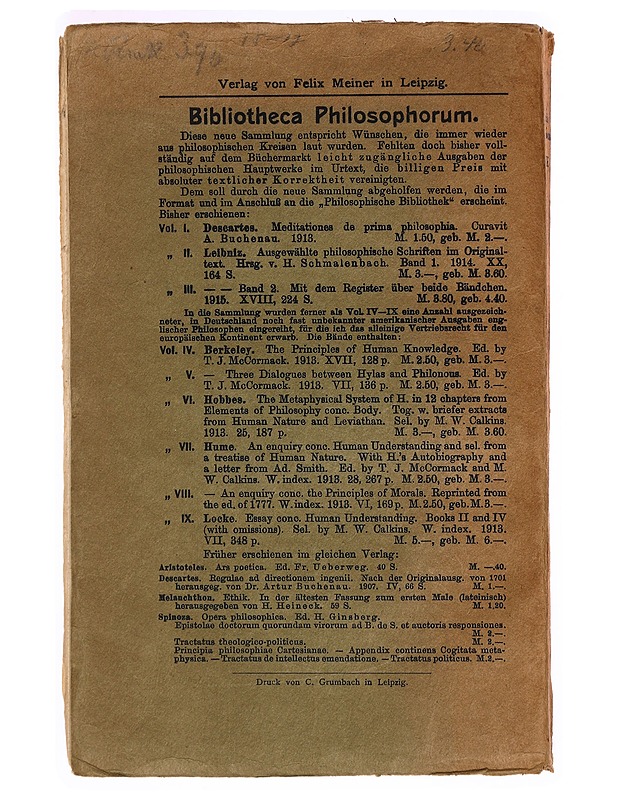 3.40
Verlag von Felix Meiner in Leipzig.
Bibliotheca Philosophorum.
Diese neue Sammlung entspricht Wünschen, die immer wieder
aus philosophischen Kreisen laut wurden. Fehlten doch bisher voll-
ständig auf dem Büchermarkt leicht zugängliche Ausgaben der
philosophischen Hauptwerke im Urtext, die billigen Preis mit
absoluter textlicher Korrektheit vereinigten.
Dem soll durch die neue Sammlung abgeholfen werden, die im
Format und im Anschluß an die „Philosophische Bibliothek“ erscheint.
Bisher erschienen:
Vol. I. Descartes. Meditationes de prima philosophia. Curavit
A. Buchenau. 1913. M. 1.50, geb. M. 2.—.
„ II. Leibniz. Ausgewählte philosophische Schriften im Original-
text. Hrsg. v. H. Schmalenbach. Band 1. 1914. XX,
164 S. M. 3.—, geb. M. 3.60.
„ III. — — Band 2. Mit dem Register über beide Bändchen.
1915. XVIII, 224 S. M. 3.80, geb. 4.40.
In die Sammlung wurden ferner als Vol. IV—IX eine Anzahl ausgezeich-
neter, in Deutschland noch fast unbekannter amerikanischer Ausgaben eng-
lischer Philosophen eingereiht, für die ich das alleinige Vertriebsrecht für den
europäischen Kontinent erwarb. Die Bände enthalten:
Vol. IV. Berkeley. The Principles of Human Knowledge. Ed. by
T. J. McCormack. 1913. XVII, 128 p. M. 2.50, geb. M. 3.—.
„ V. — Three Dialogues between Hylas and Philonous. Ed. by
T. J. McCormack. 1913. VII, 136 p. M. 2.50, geb. M. 3.—.
„ VI. Hobbes. The Metaphysical System of H. in 12 chapters from
Elements of Philosophy conc. Body. Tog. w. briefer extracts
from Human Nature and Leviathan. Sel. by M. W. Calkins.
1913. 25, 187 p. M. 3.—, geb. M. 3.60.
„ VII. Hume. An enquiry conc. Human Understanding and sel. from
a treatise of Human Nature. With H.'s Autobiography and
a letter from Ad. Smith. Ed. by T. J. McCormack and M.
W. Calkins. W. index. 1913. 28, 267 p. M. 2.50, geb. M. 3.—.
„ VIII. — An enquiry conc. the Principles of Morals. Reprinted from
the ed. of 1777. W. index. 1913. VI, 169 p. M. 2.50, geb. M. 3.—.
„ IX. Locke. Essay conc. Human Understanding. Books II and IV
(with omissions). Sel. by M. W. Calkins. W. index. 1913.
VII, 348 p. M. 5.—, geb. M. 6.—.
Früher erschienen im gleichen Verlag:
Aristoteles. Ars poetica. Ed. Fr. Ueberweg. 40 S. M. —.40.
Descartes. Regulae ad directionem ingenii. Nach der Originalausg. von 1701
herausgeg. von Dr. Artur Buchenau. 1907. IV, 66 S. M. 1.—.
Melanchthon. Ethik. In der ältesten Fassung zum ersten Male (lateinisch)
herausgegeben von H. Heineck. 59 S. M. 1.20.
Spinoza. Opera philosophica. Ed. H. Ginsberg.
Epistolae doctorum quorundam virorum ad B. de S. et auctoris responsiones.
M. 2.—.
Tractatus theologico-politicus. M. 3.—.
Principia philosophiae Cartesianae. — Appendix continens Cogitata meta-
physica. — Tractatus de intellectus emendatione. — Tractatus politicus. M. 2.—.
Druck von C. Grumbach in Leipzig.